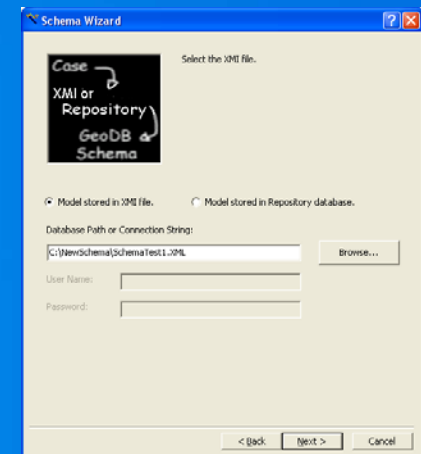 Schema Wizard
Case
XMI or
Repository
GeoDB
Schema
Select the XMI file.
Model stored in XMI file.
Model stored in Repository database.
Database Path or Connection String:
C:\NewSchema\SchemaTest1.XML
Browse...
User Name:
Password:
< Back
Next >
Cancel